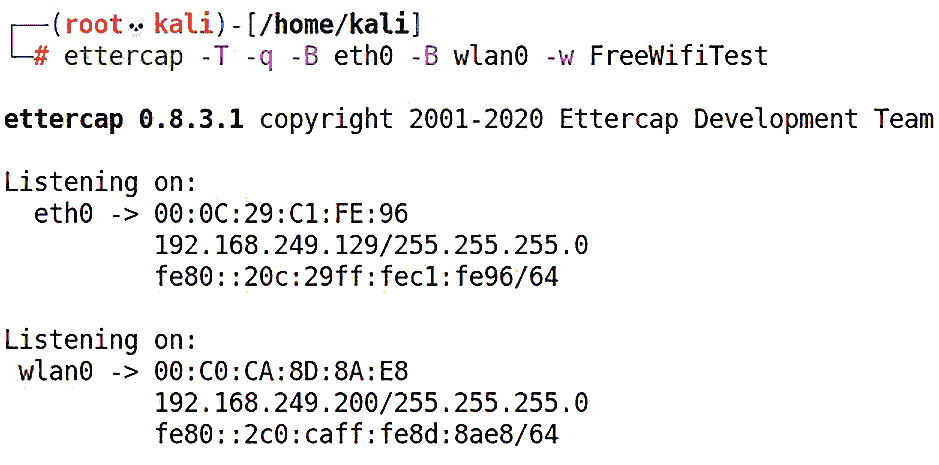 ┌──(root💀kali)-[/home/kali]
└─# ettercap -T -q -B eth0 -B wlan0 -w FreeWifiTest
ettercap 0.8.3.1 copyright 2001-2020 Ettercap Development Team
Listening on:
eth0 -> 00:0C:29:C1:FE:96
192.168.249.129/255.255.255.0
fe80::20c:29ff:fec1:fe96/64
Listening on:
wlan0 -> 00:C0:CA:8D:8A:E8
192.168.249.200/255.255.255.0
fe80::2c0:caff:fe8d:8ae8/64